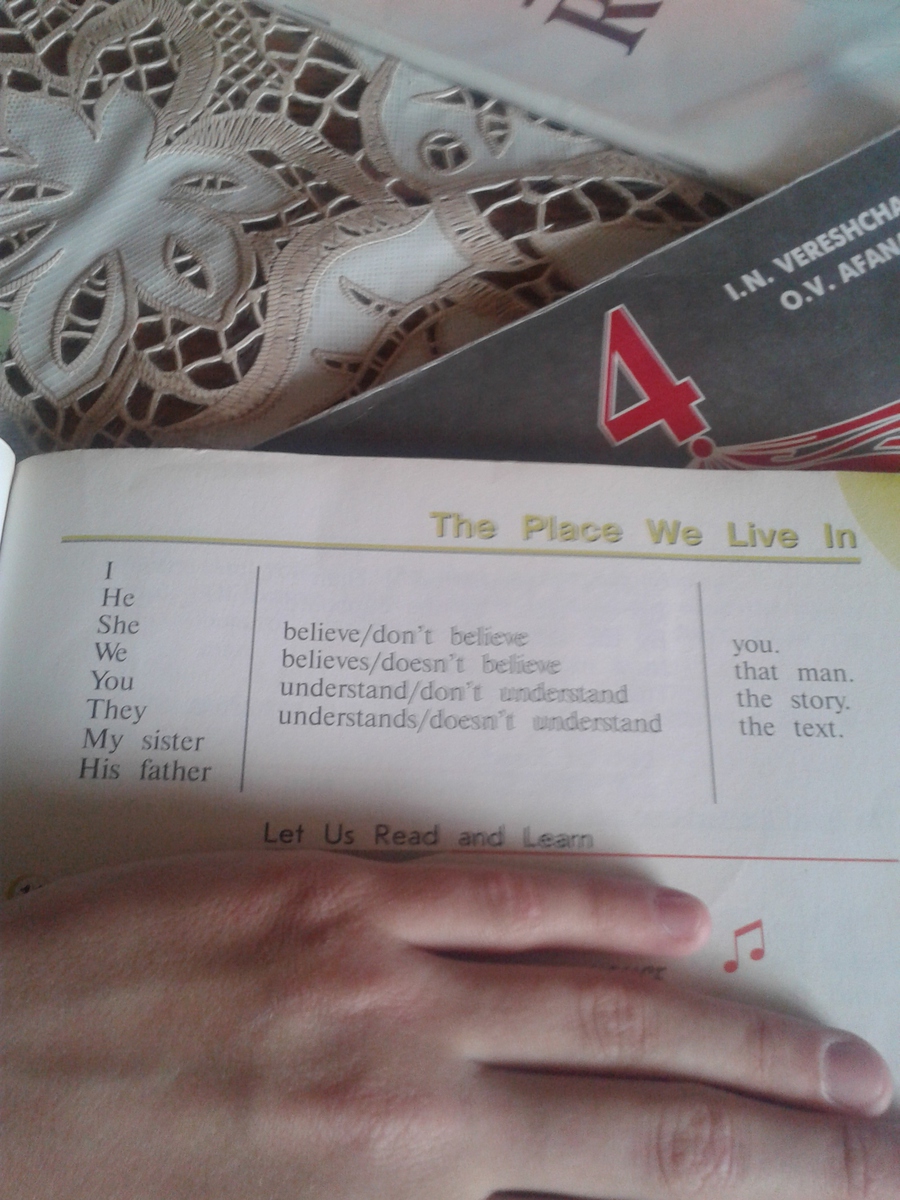 R
I.N. VERESHCHA
O.V. AFAN
4
The Place We Live In
I
He
She
We
You
They
My sister
His father
believe/don't believe
believes/doesn't believe
understand/don't understand
understands/doesn't understand
you.
that man.
the story.
the text.
Let Us Read and Learn